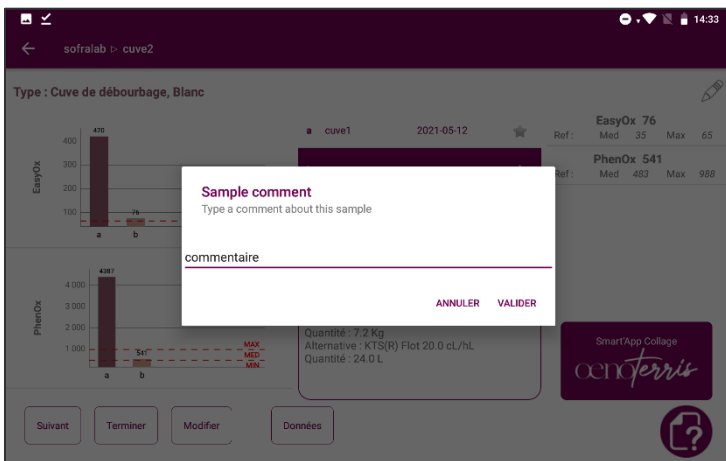 14:33
sofralab ▷ cuve2
Type : Cuve de débourbage, Blanc
EasyOx
400
300
200
100
470
76
a
b
PhenOx
4 000
3 000
2 000
1 000
4387
541
MAX
MED
MIN
a
b
a cuve1 2021-05-12
EasyOx 76
Ref : Med 35 Max 65
PhenOx 541
Ref : Med 483 Max 988
Sample comment
Type a comment about this sample
commentaire
ANNULER VALIDER
Quantité : 7.2 Kg
Alternative : KTS(R) Flot 20.0 cL/hL
Quantité : 24.0 L
Smart'App Collage
œnoterris
Suivant
Terminer
Modifier
Données